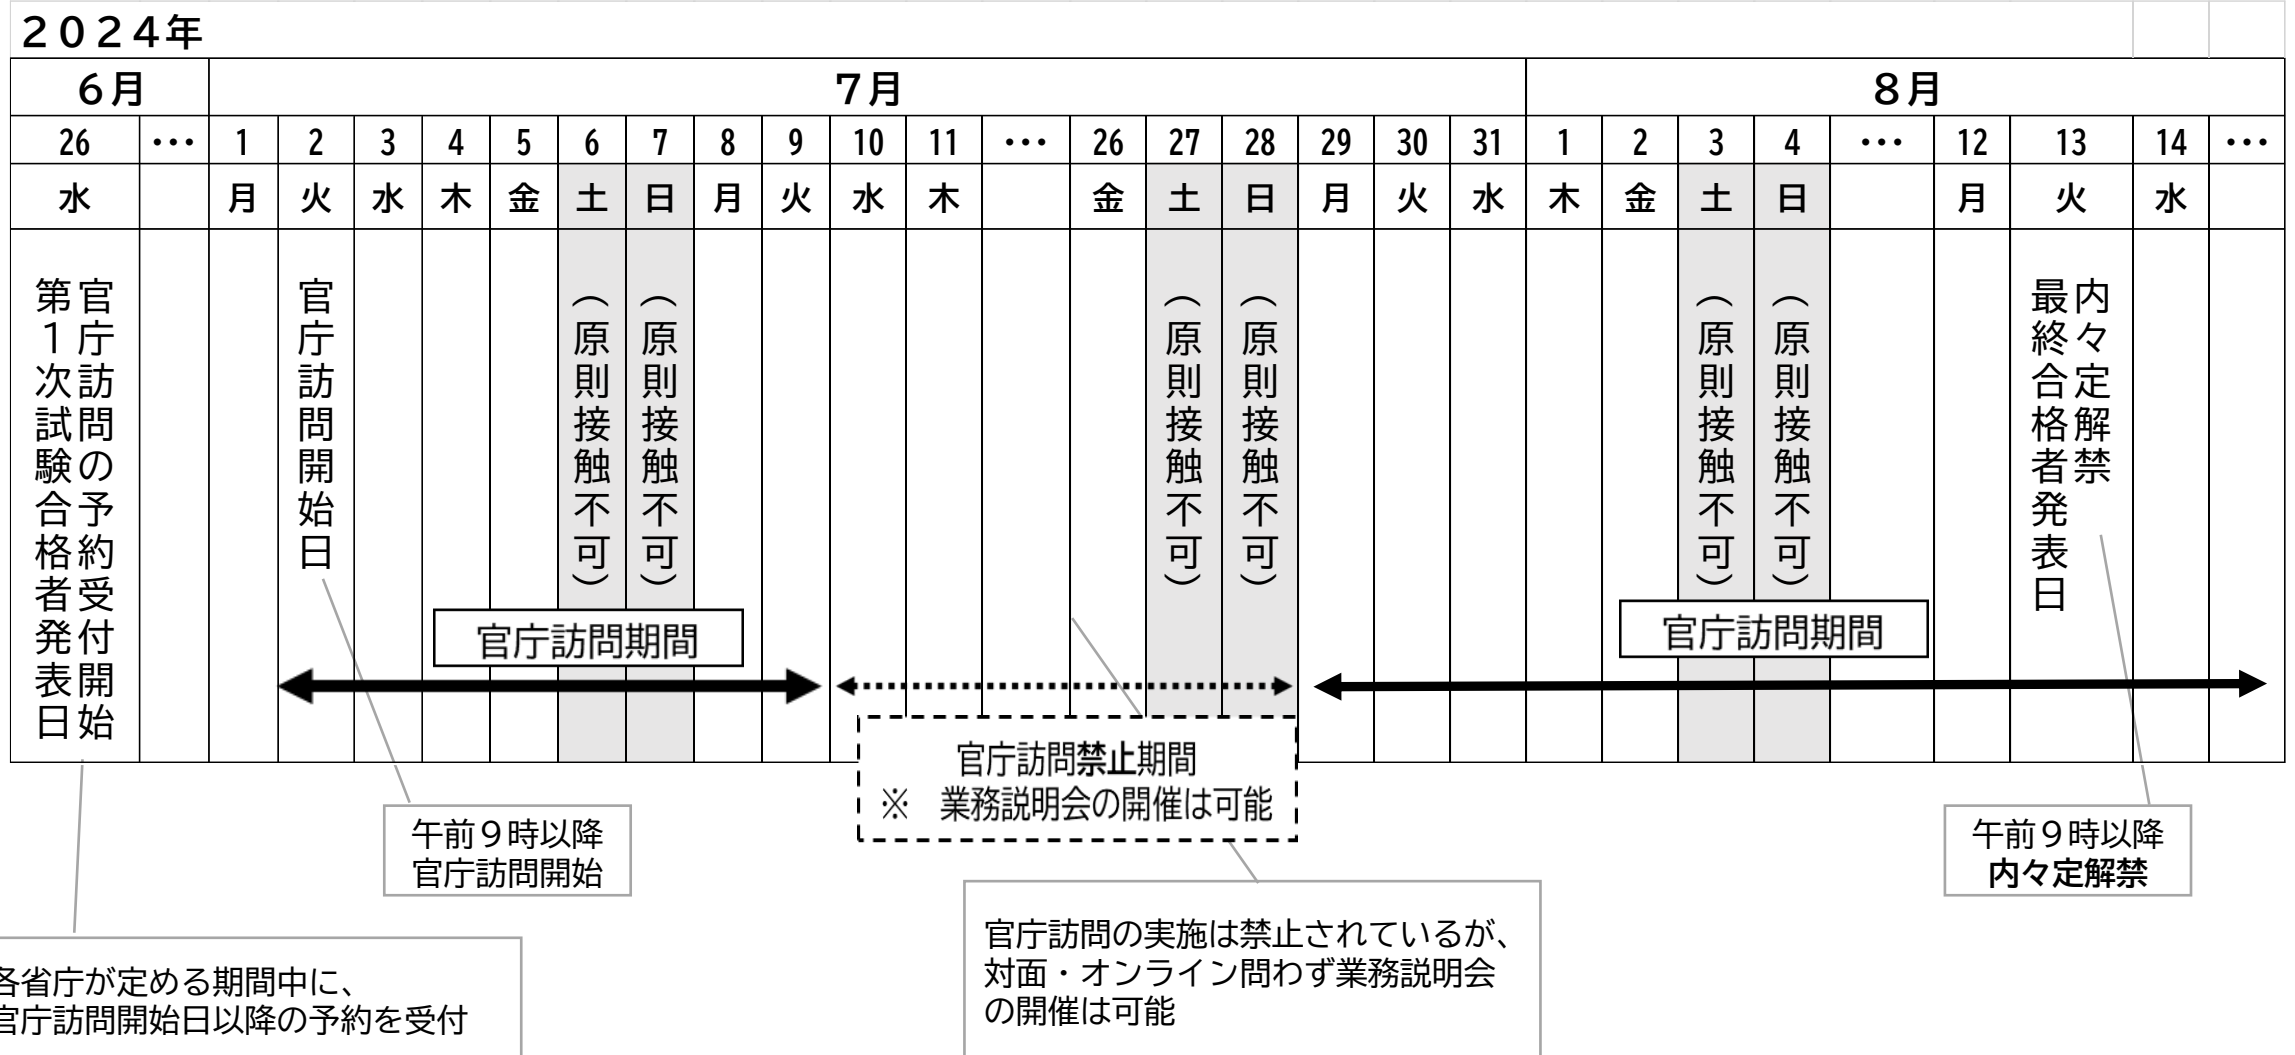 ２０２４年
６月 ７月 ８月
26 … 1 2 3 4 5 6 7 8 9 10 11 … 26 27 28 29 30 31 1 2 3 4 … 12 13 14 …
水 月 火 水 木 金 土 日 月 火 水 木 金 土 日 月 火 水 木 金 土 日 月 火 水
官庁訪問の予約受付開始
第１次試験合格者発表日
官庁訪問開始日
（原則接触不可）
（原則接触不可）
（原則接触不可）
（原則接触不可）
（原則接触不可）
（原則接触不可）
内々定解禁
最終合格者発表日
官庁訪問期間
官庁訪問期間
官庁訪問禁止期間
※　業務説明会の開催は可能
午前９時以降
官庁訪問開始
午前９時以降
内々定解禁
各省庁が定める期間中に、
官庁訪問開始日以降の予約を受付
官庁訪問の実施は禁止されているが、
対面・オンライン問わず業務説明会
の開催は可能